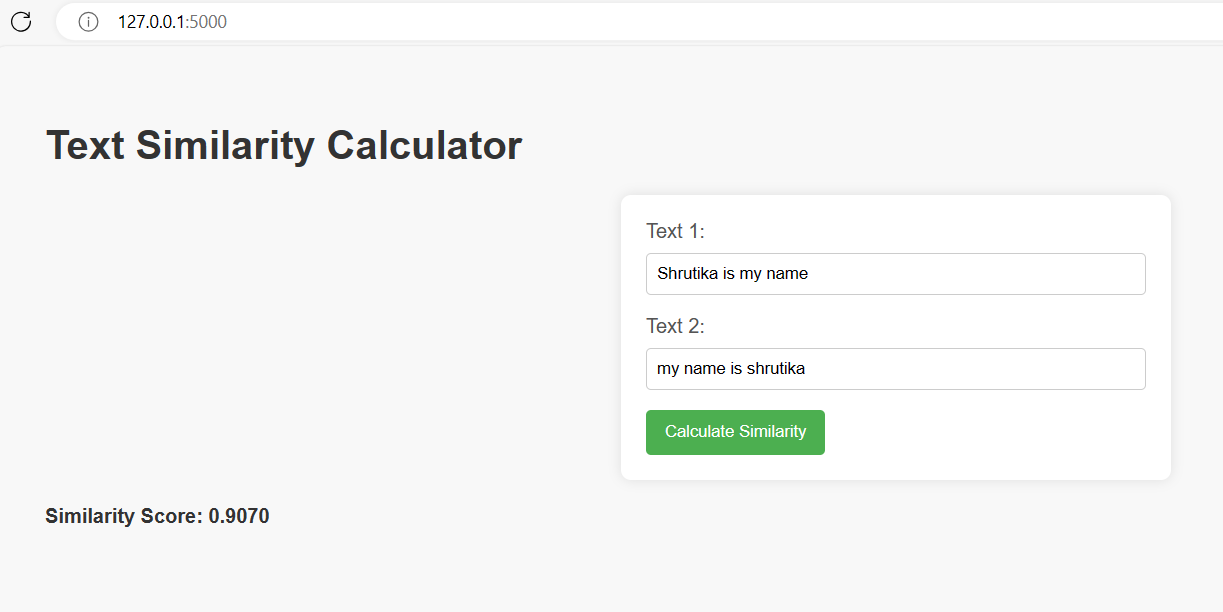 127.0.0.1:5000
Text Similarity Calculator
Text 1:
Shrutika is my name
Text 2:
my name is shrutika
Calculate Similarity
Similarity Score: 0.9070